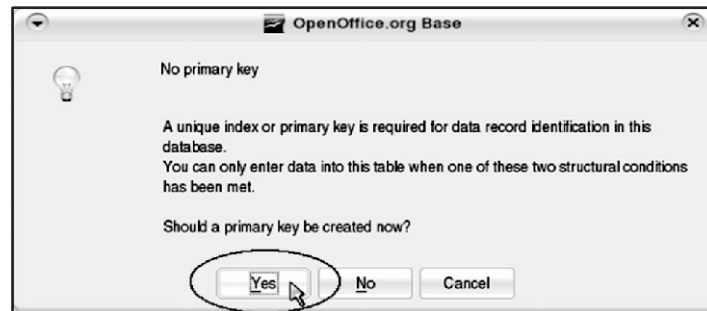 OpenOffice.org Base
No primary key
A unique index or primary key is required for data record identification in this
database.
You can only enter data into this table when one of these two structural conditions
has been met.
Should a primary key be created now?
Yes No Cancel